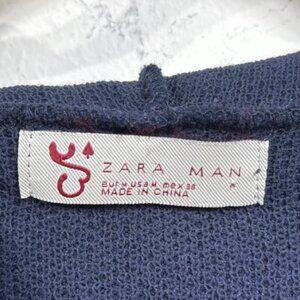 ZARA MAN
EUR M USA M MEX 38
MADE IN CHINA